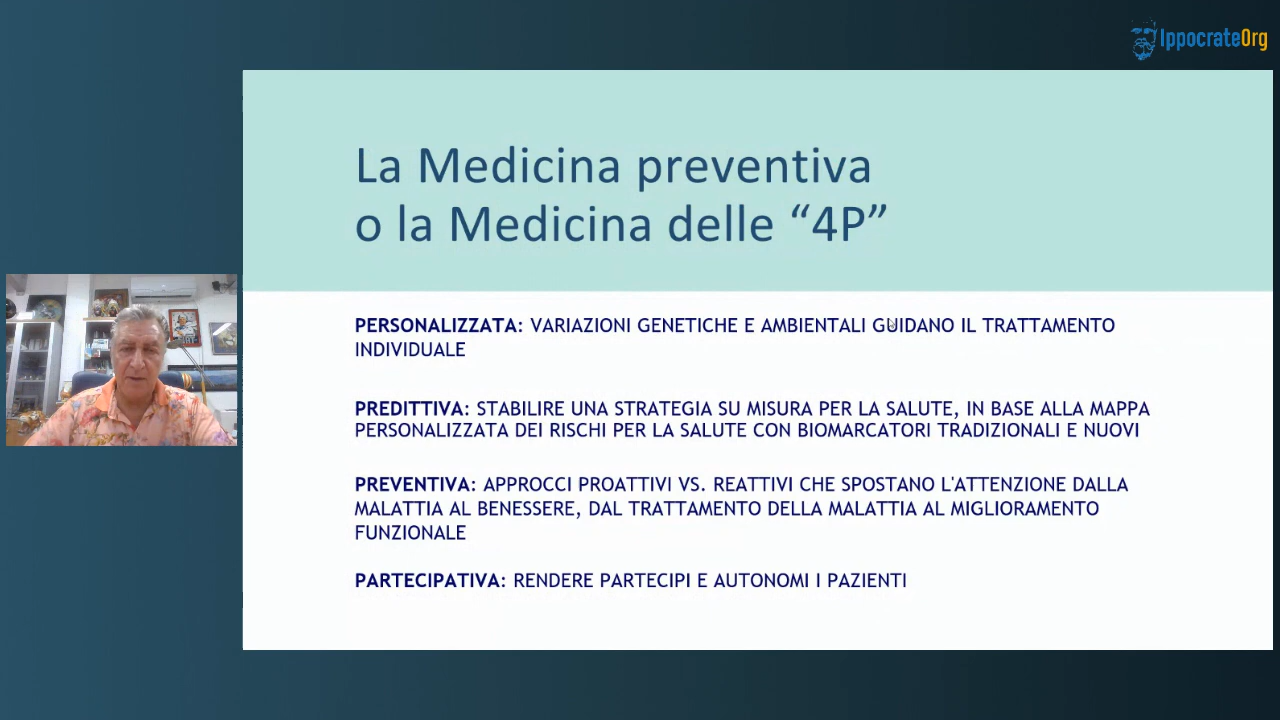 IppocrateOrg
La Medicina preventiva
o la Medicina delle “4P”
PERSONALIZZATA: VARIAZIONI GENETICHE E AMBIENTALI GUIDANO IL TRATTAMENTO
INDIVIDUALE
PREDITTIVA: STABILIRE UNA STRATEGIA SU MISURA PER LA SALUTE, IN BASE ALLA MAPPA
PERSONALIZZATA DEI RISCHI PER LA SALUTE CON BIOMARCATORI TRADIZIONALI E NUOVI
PREVENTIVA: APPROCCI PROATTIVI VS. REATTIVI CHE SPOSTANO L'ATTENZIONE DALLA
MALATTIA AL BENESSERE, DAL TRATTAMENTO DELLA MALATTIA AL MIGLIORAMENTO
FUNZIONALE
PARTECIPATIVA: RENDERE PARTECIPI E AUTONOMI I PAZIENTI